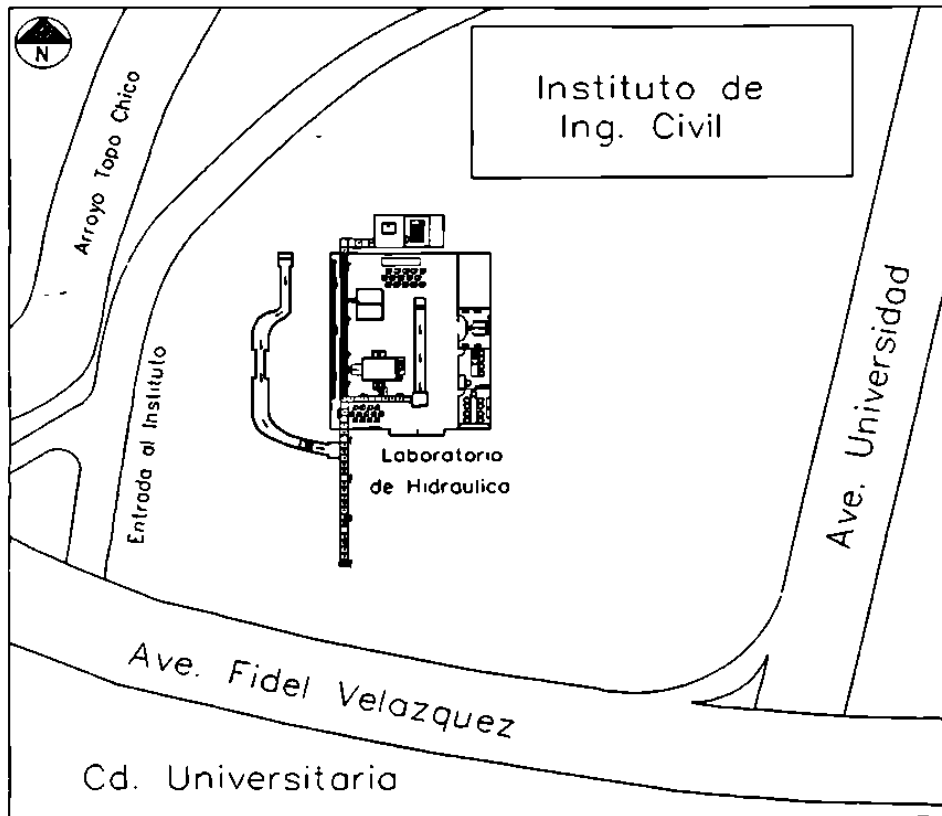 N
Arroyo Topo Chico
Instituto de
Ing. Civil
Ave. Universidad
Entrada al Instituto
Laboratorio
de Hidraulica
Ave. Fidel Velazquez
Cd. Universitaria